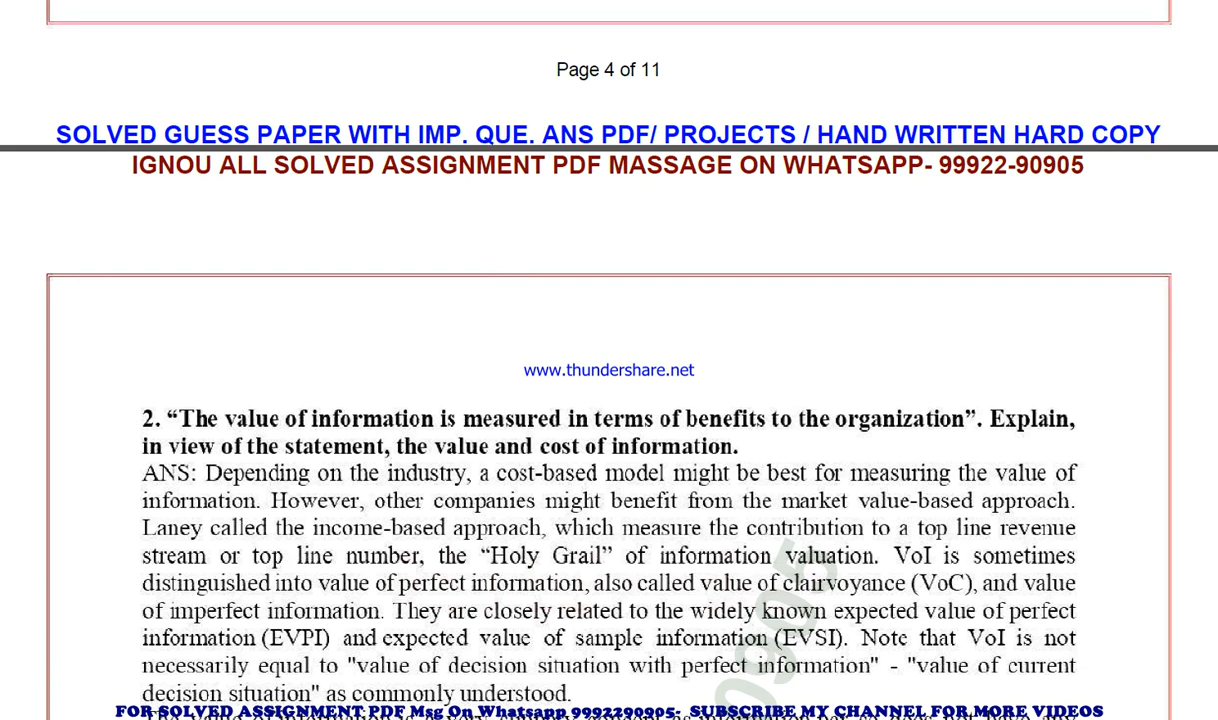 Page 4 of 11
SOLVED GUESS PAPER WITH IMP. QUE. ANS PDF/ PROJECTS / HAND WRITTEN HARD COPY
IGNOU ALL SOLVED ASSIGNMENT PDF MASSAGE ON WHATSAPP- 99922-90905
www.thundershare.net
2. “The value of information is measured in terms of benefits to the organization”. Explain,
in view of the statement, the value and cost of information.
ANS: Depending on the industry, a cost-based model might be best for measuring the value of
information. However, other companies might benefit from the market value-based approach.
Laney called the income-based approach, which measure the contribution to a top line revenue
stream or top line number, the “Holy Grail” of information valuation. VoI is sometimes
distinguished into value of perfect information, also called value of clairvoyance (VoC), and value
of imperfect information. They are closely related to the widely known expected value of perfect
information (EVPI) and expected value of sample information (EVSI). Note that VoI is not
necessarily equal to "value of decision situation with perfect information" - "value of current
decision situation" as commonly understood.
FOR SOLVED ASSIGNMENT PDF Msg On Whatsapp 9992290905- SUBSCRIBE MY CHANNEL FOR MORE VIDEOS
0905